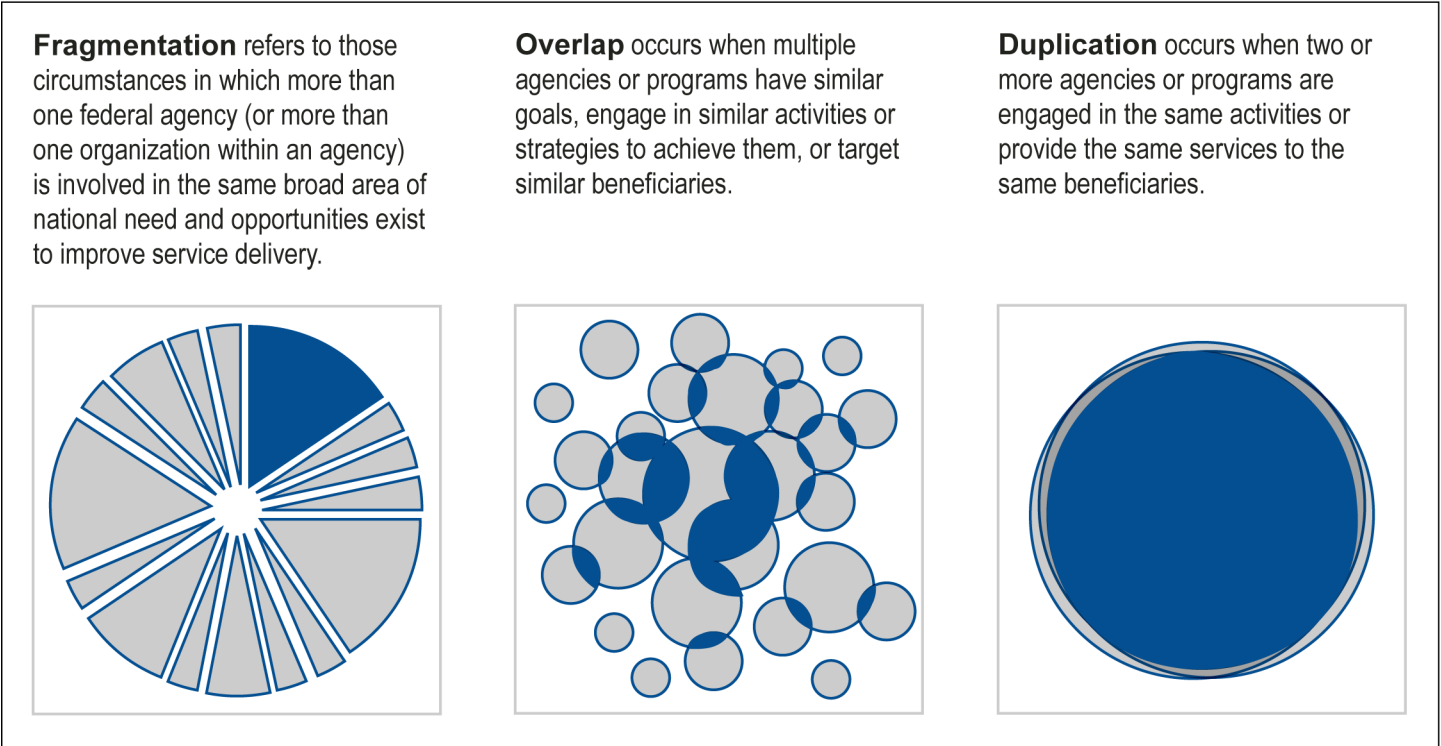 Fragmentation refers to those
circumstances in which more than
one federal agency (or more than
one organization within an agency)
is involved in the same broad area of
national need and opportunities exist
to improve service delivery.
Overlap occurs when multiple
agencies or programs have similar
goals, engage in similar activities or
strategies to achieve them, or target
similar beneficiaries.
Duplication occurs when two or
more agencies or programs are
engaged in the same activities or
provide the same services to the
same beneficiaries.